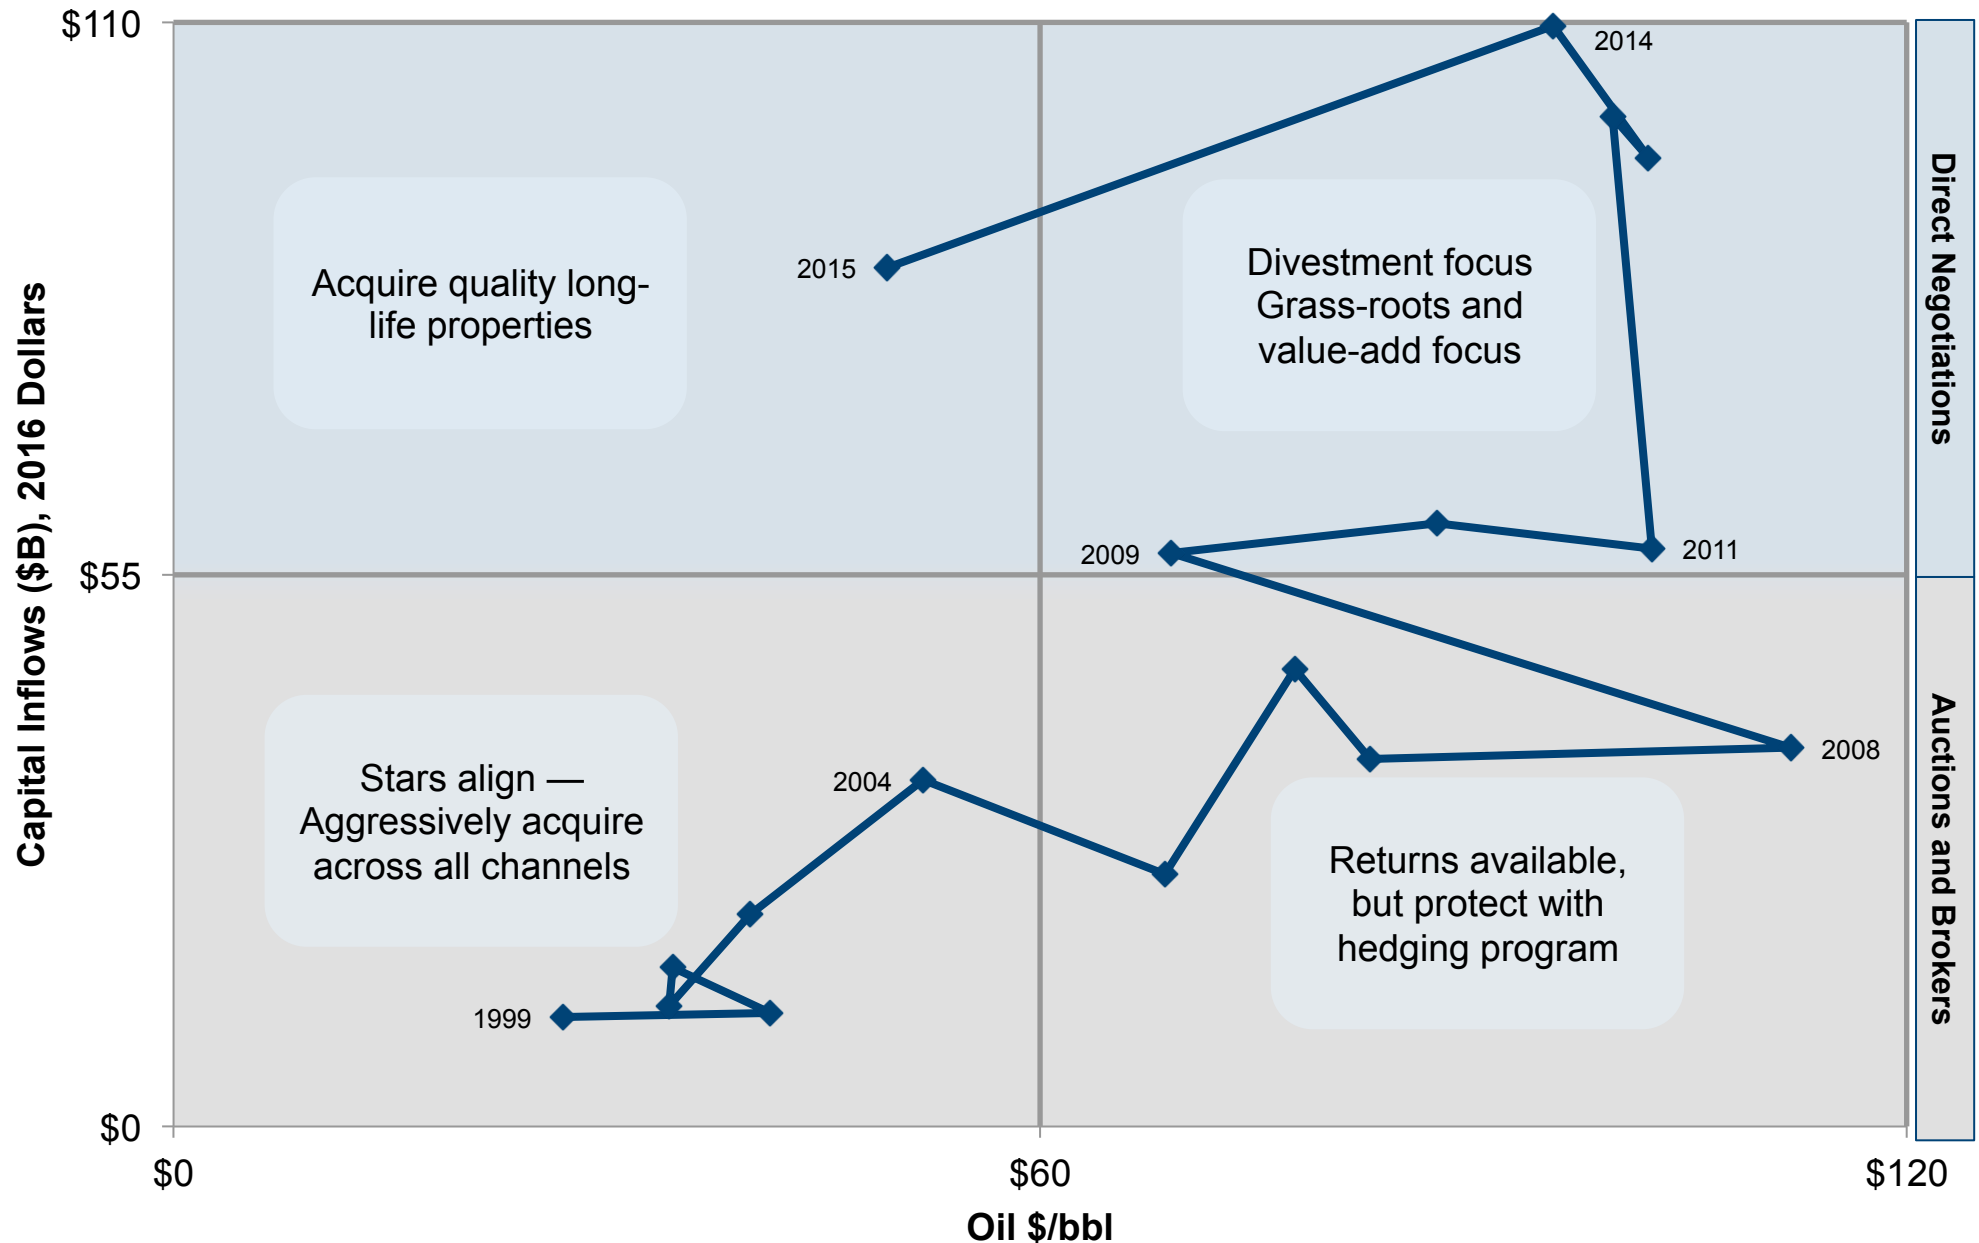 $110
2014
Direct Negotiations
Acquire quality long-
life properties
Divestment focus
Grass-roots and
value-add focus
2015
Capital Inflows ($B), 2016 Dollars
2009
2011
$55
Auctions and Brokers
2008
2004
Stars align —
Aggressively acquire
across all channels
Returns available,
but protect with
hedging program
1999
$0
$0
$60
$120
Oil $/bbl